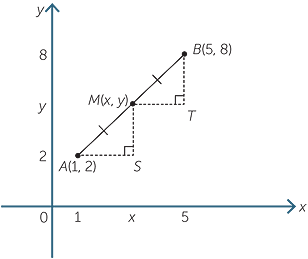 y
8
B(5, 8)
M(x, y)
y
T
2
A(1, 2)
S
0
1
x
5
x